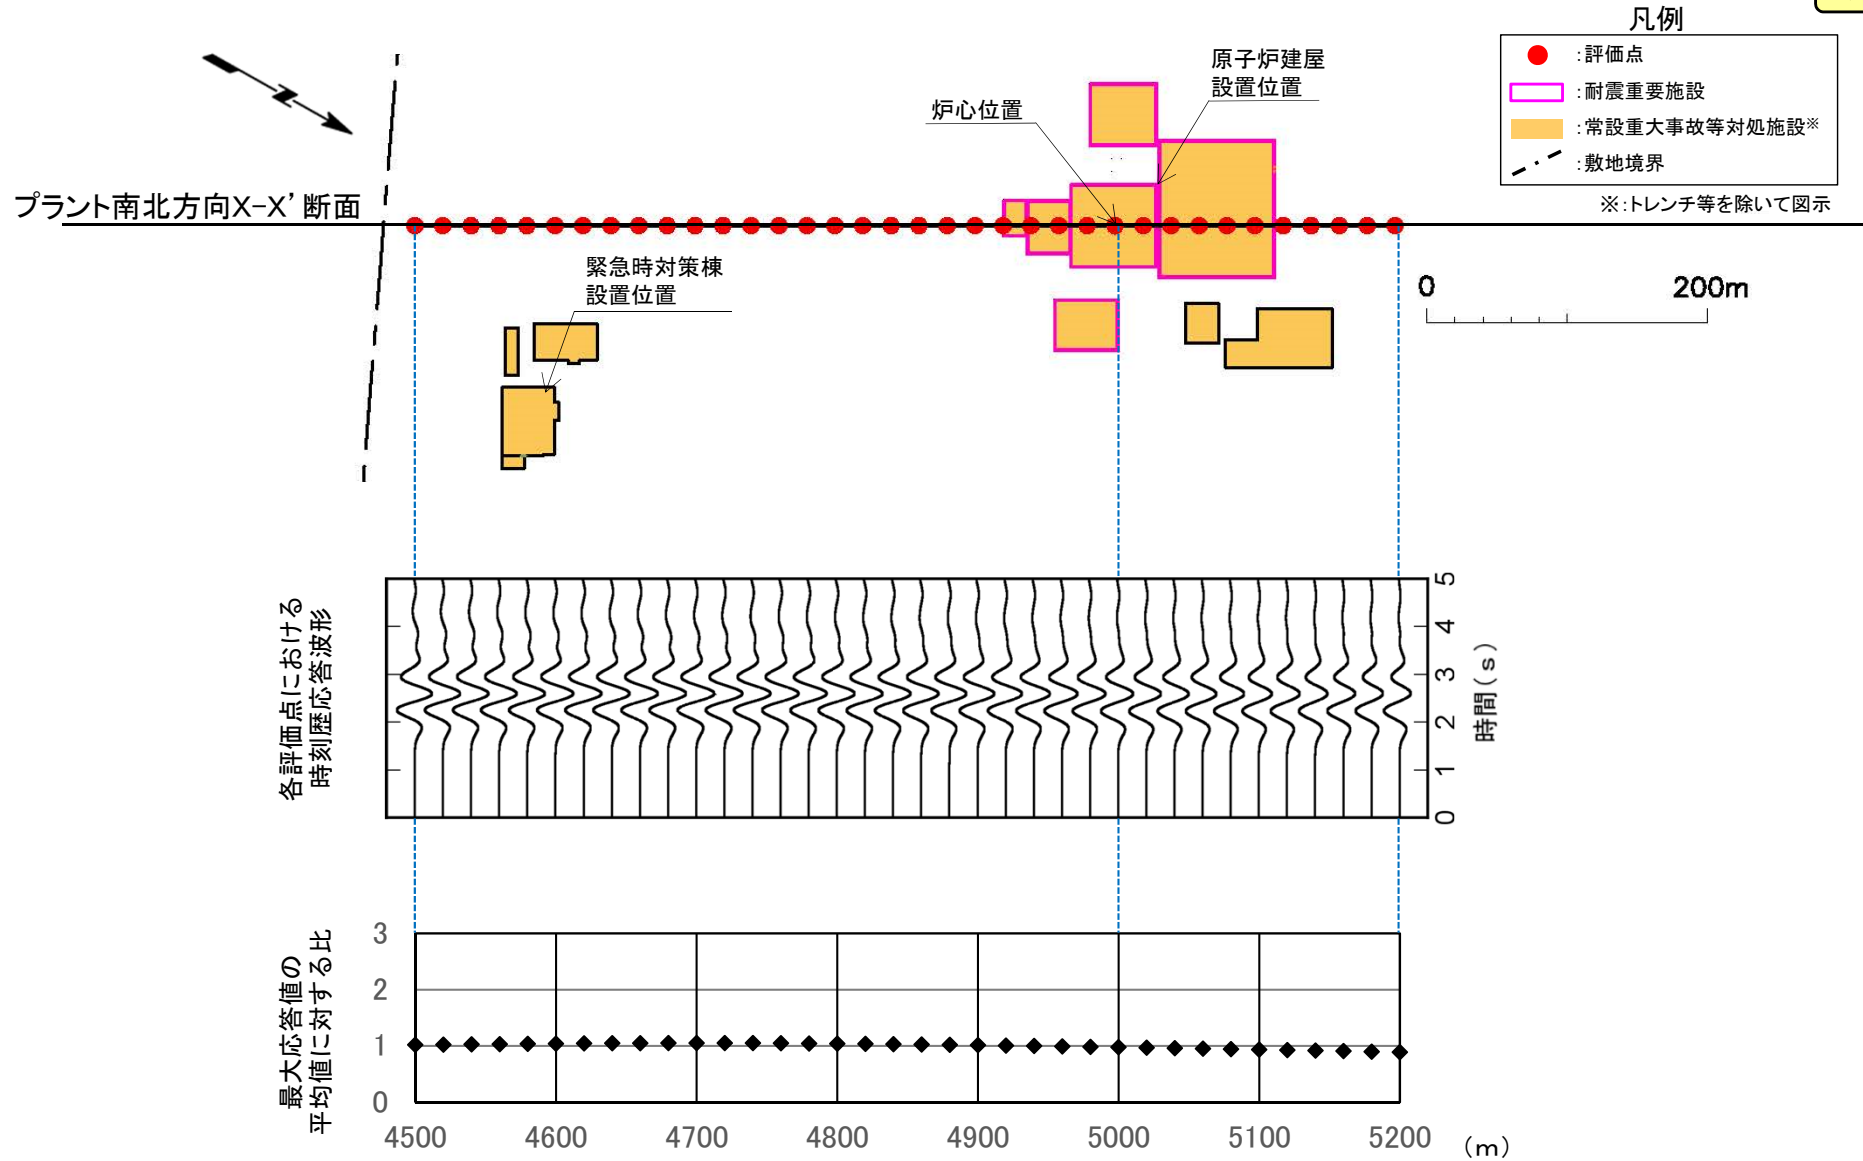 凡例
:評価点
:耐震重要施設
:常設重大事故等対処施設※
:敷地境界
※:トレンチ等を除いて図示
原子炉建屋
設置位置
炉心位置
プラント南北方向X-X'断面
緊急時対策棟
設置位置
0 200m
Z
各評価点における
時刻歴応答波形
5
4
3
2
1
0
時間(s)
最大応答値の
平均値に対する比
3
2
1
0
4500 4600 4700 4800 4900 5000 5100 5200 (m)